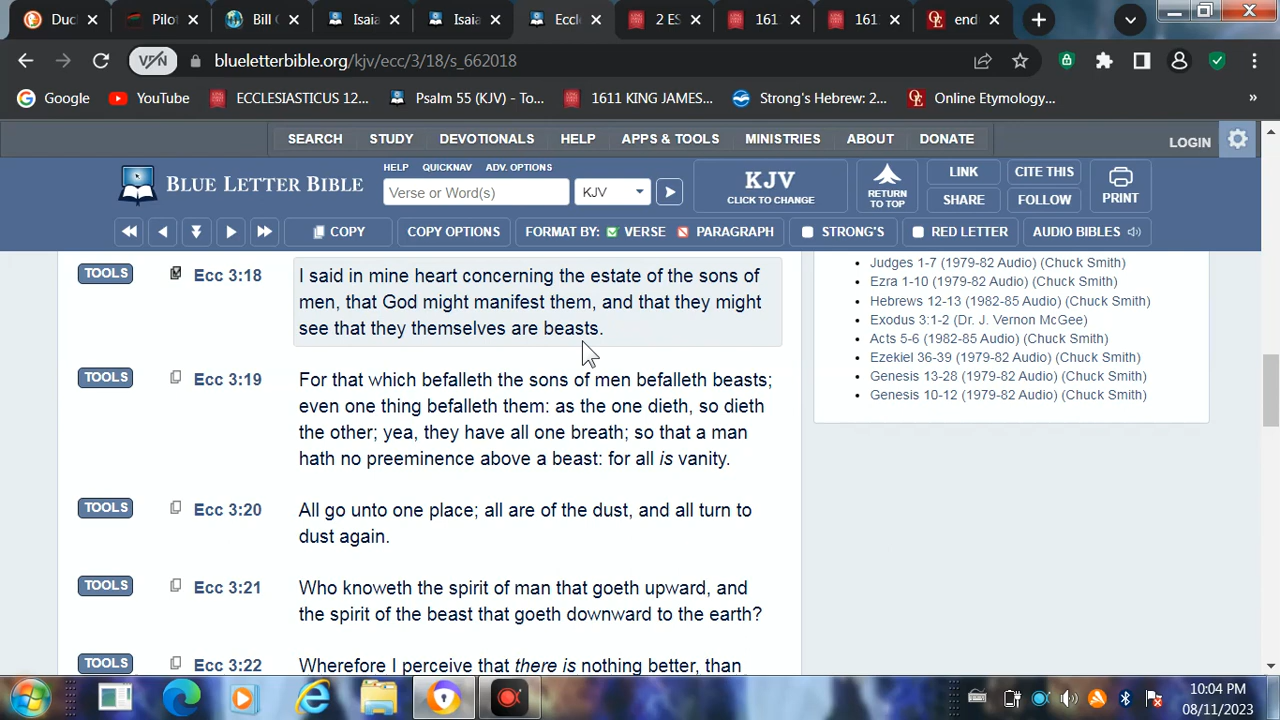 Duc
Pilot
Bill G
Isaia
Isaia
Eccle
2 ES
161
161
end
VPN
blueletterbible.org/kjv/ecc/3/18/s_662018
Google
YouTube
ECCLESIASTICUS 12...
Psalm 55 (KJV) - To...
1611 KING JAMES...
Strong's Hebrew: 2...
Online Etymology...
»
SEARCH STUDY DEVOTIONALS HELP APPS & TOOLS MINISTRIES ABOUT DONATE
LOGIN
BLUE LETTER BIBLE
HELP QUICKNAV ADV. OPTIONS
Verse or Word(s)
KJV
KJV
CLICK TO CHANGE
RETURN
TO TOP
LINK
CITE THIS
SHARE
FOLLOW
PRINT
COPY
COPY OPTIONS
FORMAT BY: VERSE PARAGRAPH
STRONG'S
RED LETTER
AUDIO BIBLES
TOOLS
Ecc 3:18
I said in mine heart concerning the estate of the sons of
men, that God might manifest them, and that they might
see that they themselves are beasts.
TOOLS
Ecc 3:19
For that which befalleth the sons of men befalleth beasts;
even one thing befalleth them: as the one dieth, so dieth
the other; yea, they have all one breath; so that a man
hath no preeminence above a beast: for all is vanity.
TOOLS
Ecc 3:20
All go unto one place; all are of the dust, and all turn to
dust again.
TOOLS
Ecc 3:21
Who knoweth the spirit of man that goeth upward, and
the spirit of the beast that goeth downward to the earth?
TOOLS
Ecc 3:22
Wherefore I perceive that there is nothing better, than
Judges 1-7 (1979-82 Audio) (Chuck Smith)
Ezra 1-10 (1979-82 Audio) (Chuck Smith)
Hebrews 12-13 (1982-85 Audio) (Chuck Smith)
Exodus 3:1-2 (Dr. J. Vernon McGee)
Acts 5-6 (1982-85 Audio) (Chuck Smith)
Ezekiel 36-39 (1979-82 Audio) (Chuck Smith)
Genesis 13-28 (1979-82 Audio) (Chuck Smith)
Genesis 10-12 (1979-82 Audio) (Chuck Smith)
10:04 PM
08/11/2023